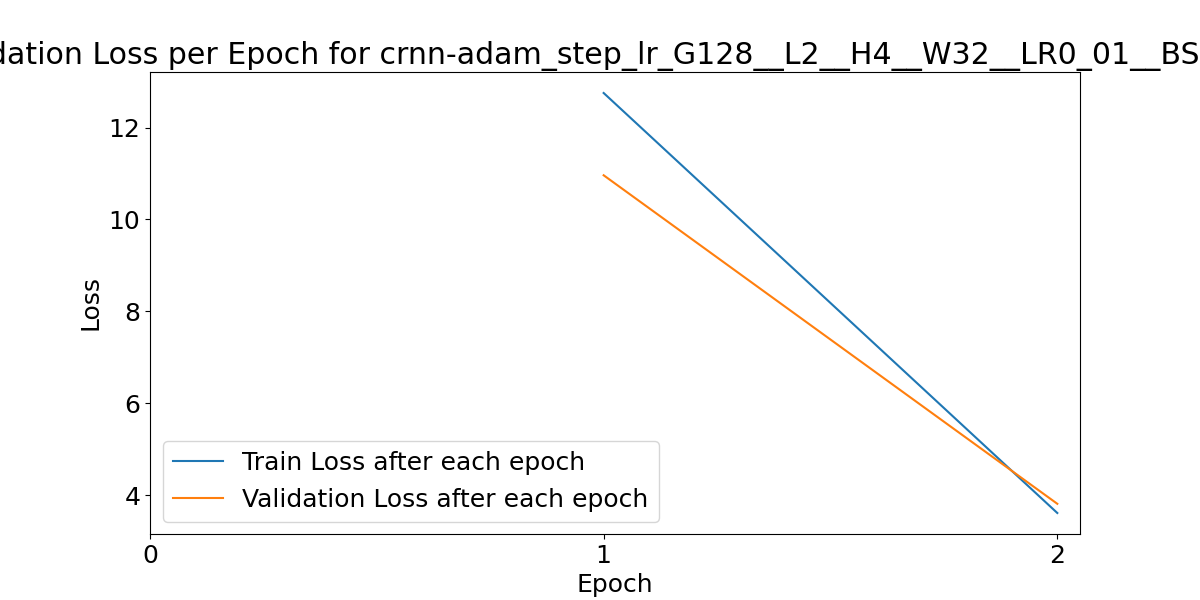 dation Loss per Epoch for crnn-adam_step_lr_G128__L2__H4__W32__LR0_01__BS
12
10
8
6
4
Loss
Train Loss after each epoch
Validation Loss after each epoch
0 1 2
Epoch